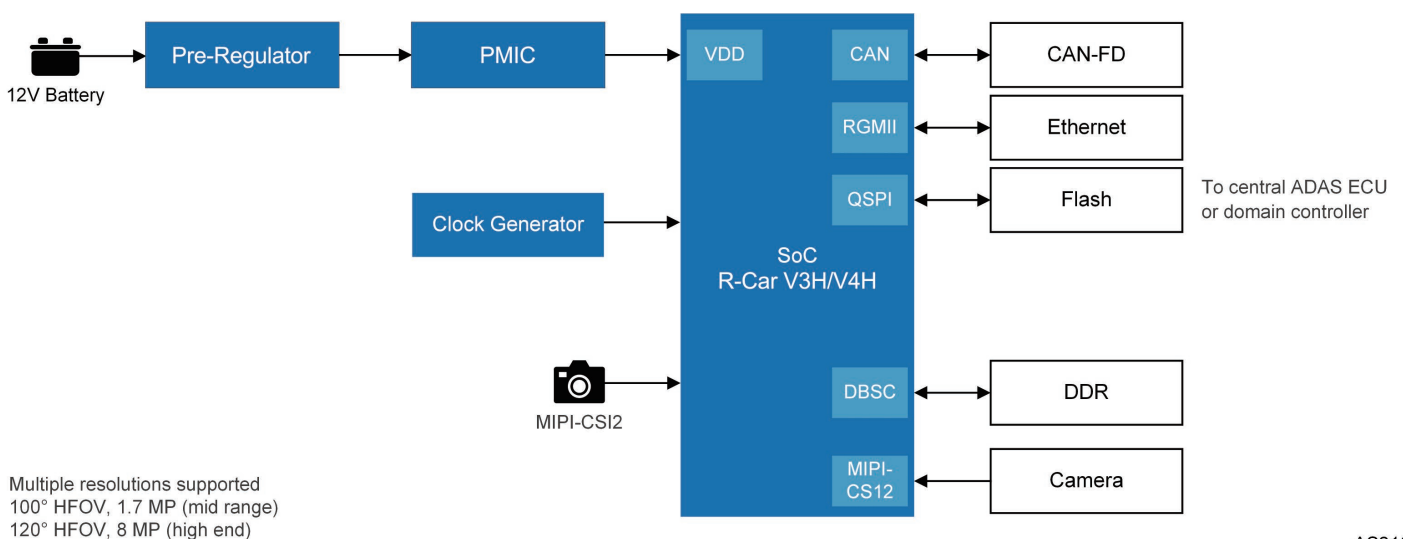 12V Battery
Pre-Regulator
PMIC
VDD
CAN
CAN-FD
RGMII
Ethernet
QSPI
Flash
To central ADAS ECU
or domain controller
Clock Generator
SoC
R-Car V3H/V4H
MIPI-CSI2
DBSC
DDR
MIPI-
CS12
Camera
Multiple resolutions supported
100° HFOV, 1.7 MP (mid range)
120° HFOV, 8 MP (high end)